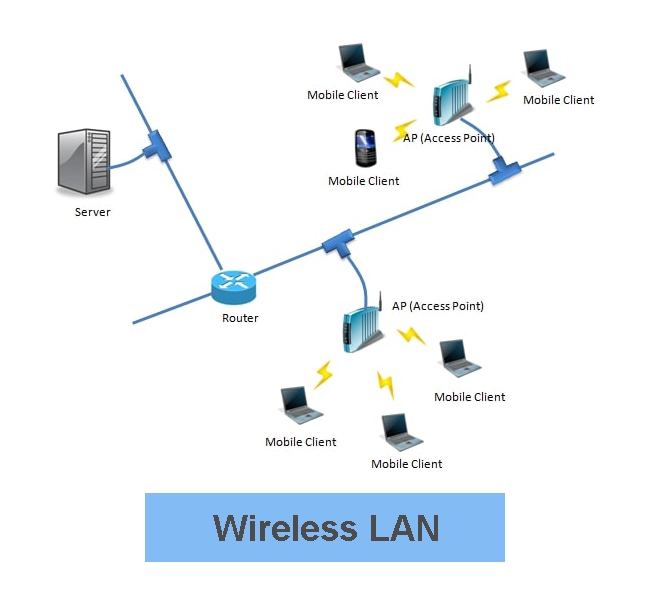 Mobile Client
Mobile Client
AP (Access Point)
Mobile Client
Server
AP (Access Point)
Router
Mobile Client
Mobile Client
Mobile Client
Wireless LAN